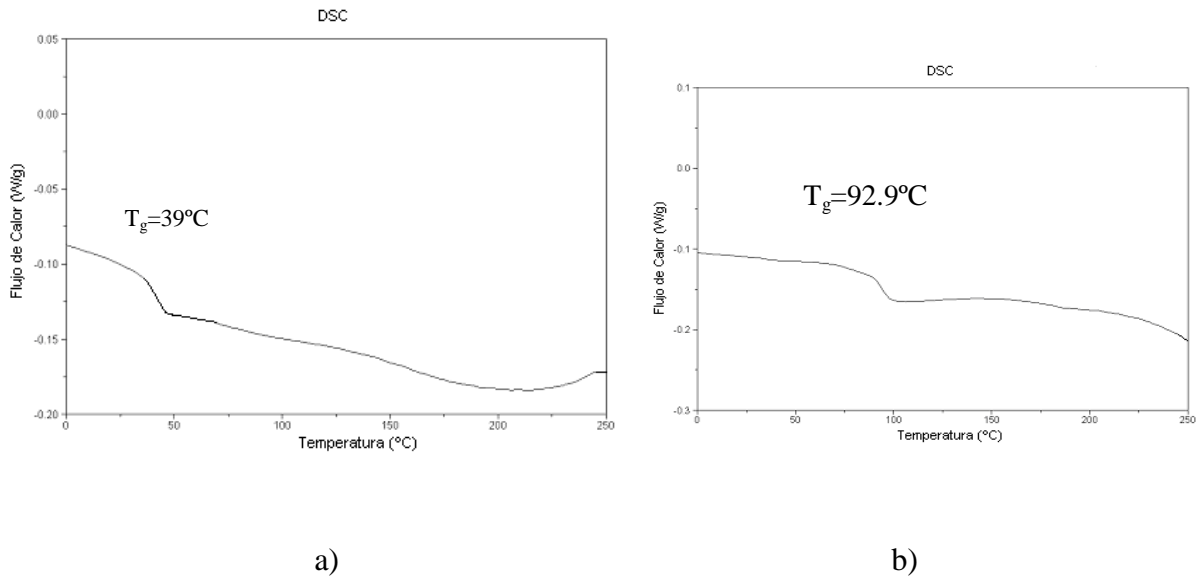 DSC
0.05
0.00
-0.05
-0.10
-0.15
-0.20
Flujo de Calor (W/g)
Tg=39ºC
0 50 100 150 200 250
Temperatura (°C)
a)
DSC
0.1
0.0
-0.1
-0.2
-0.3
Flujo de Calor (W/g)
Tg=92.9ºC
0 50 100 150 200 250
Temperatura (°C)
b)